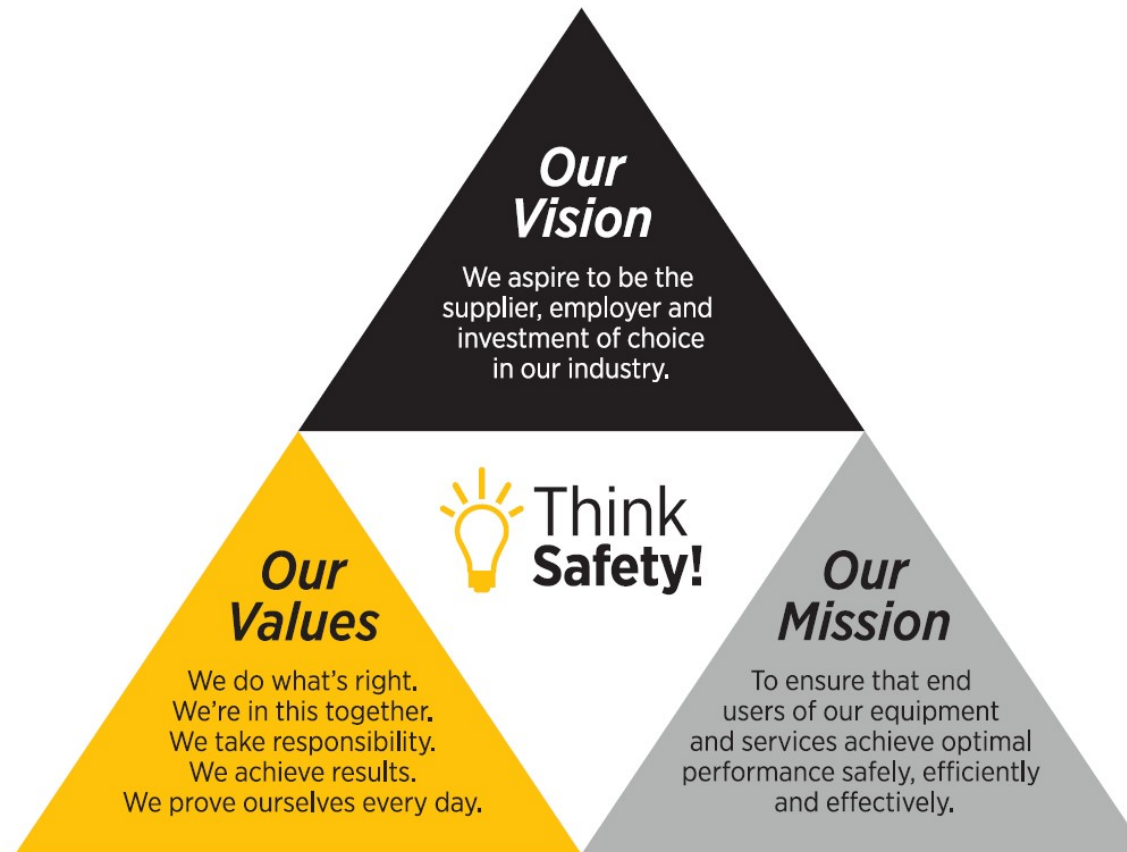 Our
Vision
We aspire to be the
supplier, employer and
investment of choice
in our industry.
Think
Safety!
Our
Values
We do what's right.
We're in this together.
We take responsibility.
We achieve results.
We prove ourselves every day.
Our
Mission
To ensure that end
users of our equipment
and services achieve optimal
performance safely, efficiently
and effectively.